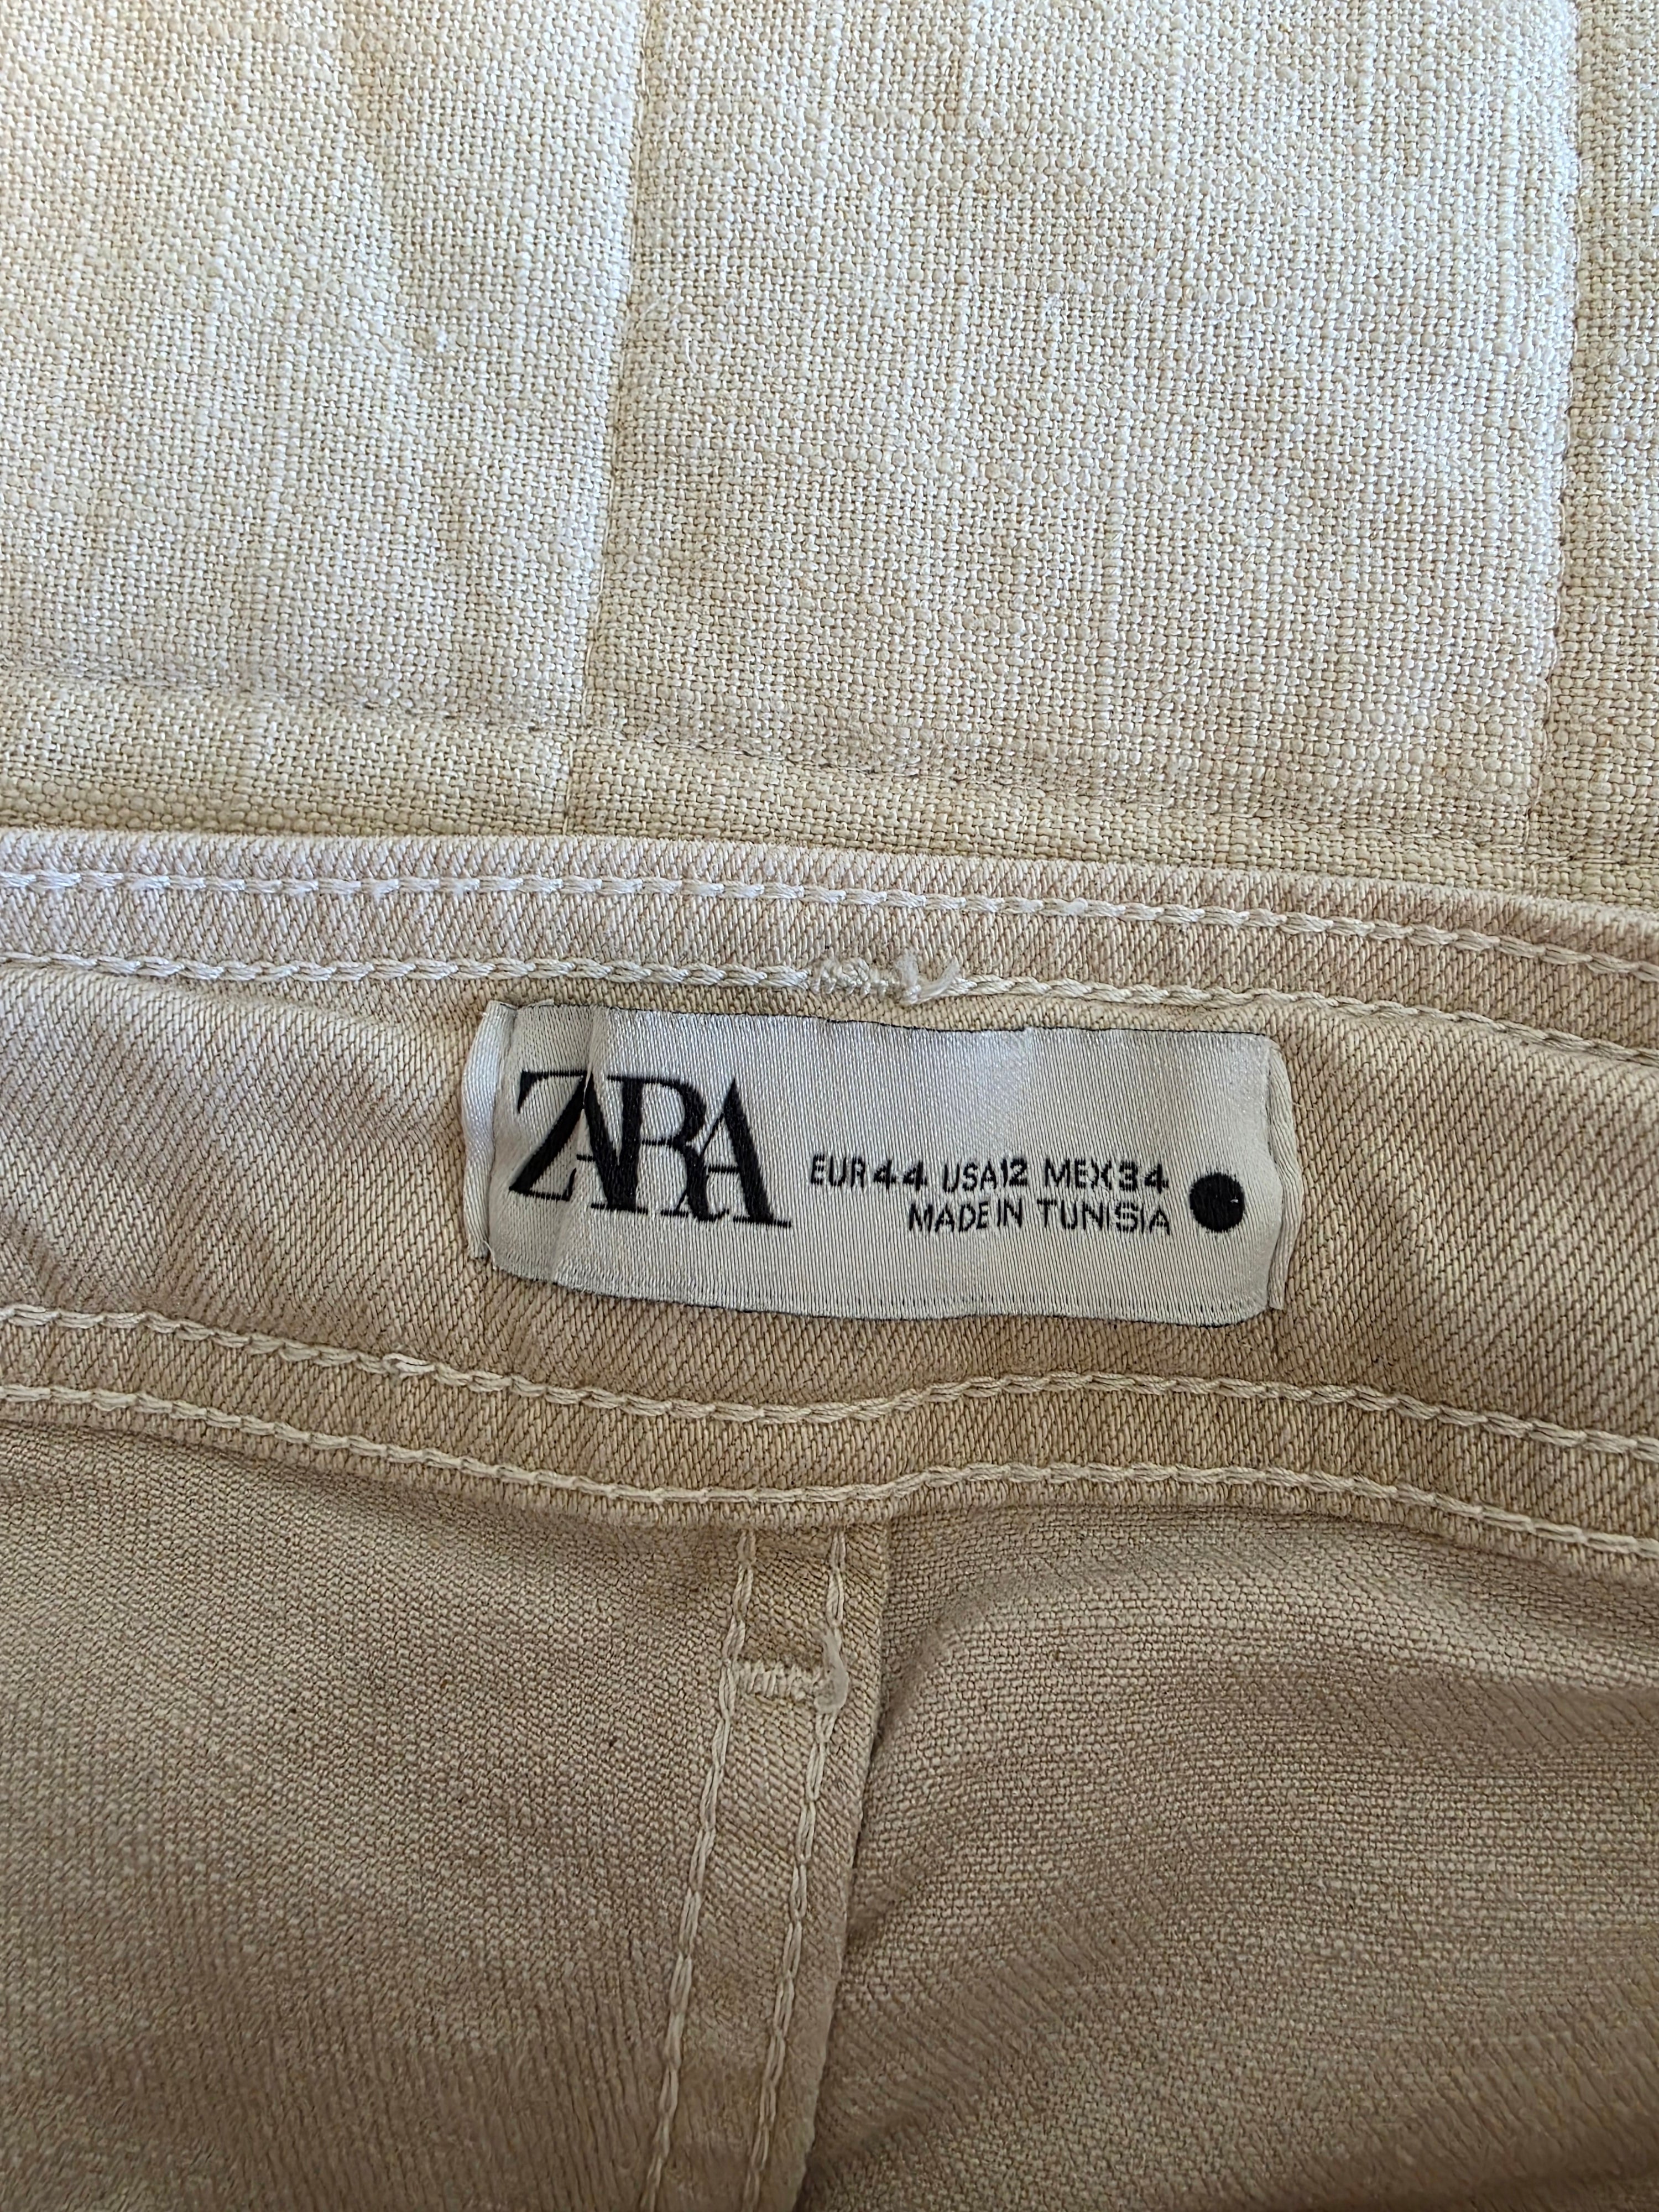 ZARA
EUR 44 USA 12 MEX 34
MADE IN TUNISIA